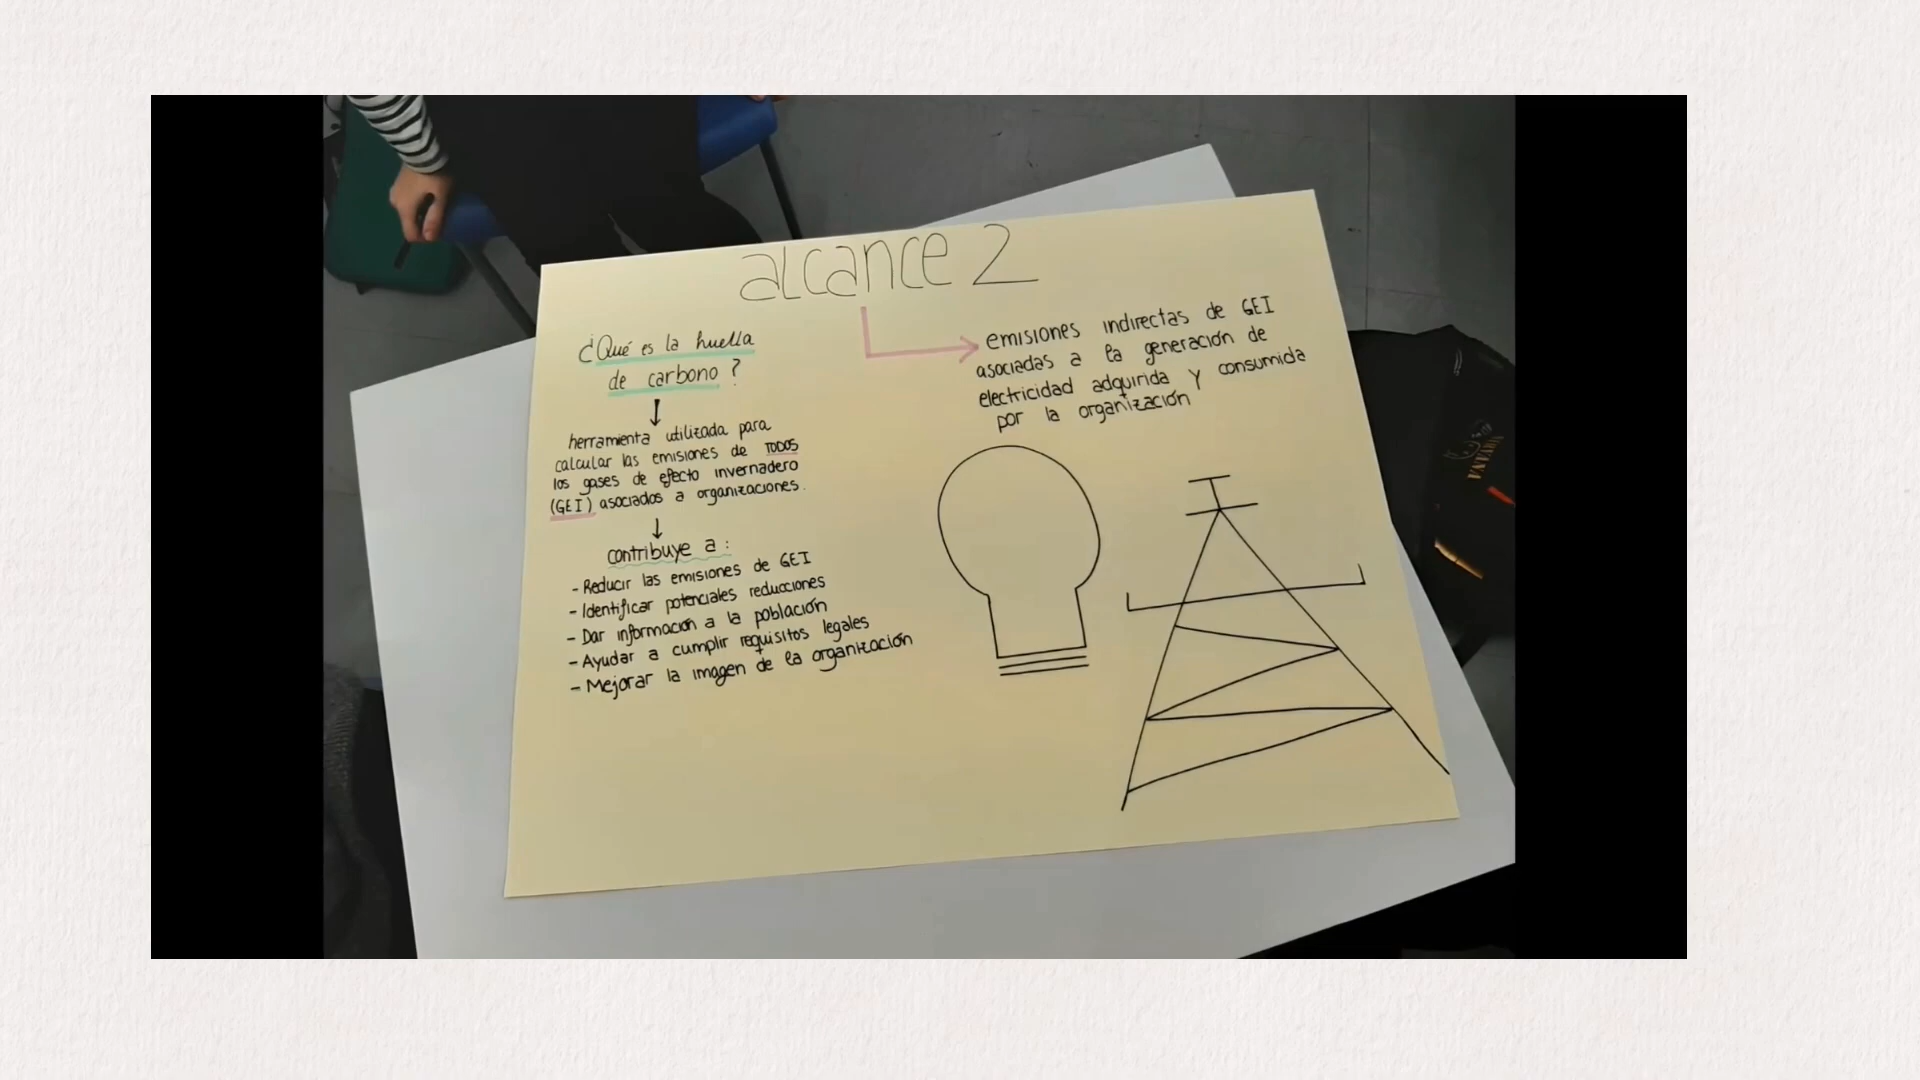 alcance 2
¿Qué es la huella
de carbono?
herramienta utilizada para
calcular las emisiones de TODOS
los gases de efecto invernadero
(GEI) asociados a organizaciones.
contribuye a:
- Reducir las emisiones de GEI
- Identificar potenciales reducciones
- Dar información a la población
- Ayudar a cumplir requisitos legales
- Mejorar la imagen de la organización
emisiones indirectas de GEI
asociadas a la generación de
electricidad adquirida y consumida
por la organización
NIRVANA